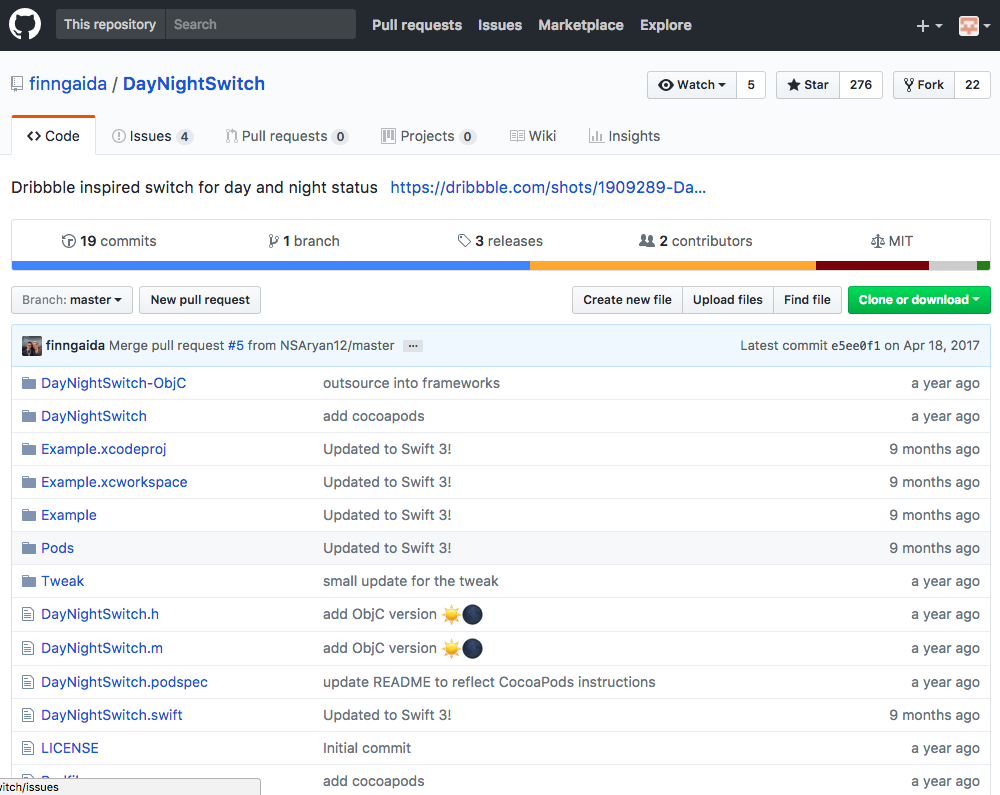 This repository Search Pull requests Issues Marketplace Explore
finngaida / DayNightSwitch Watch 5 Star 276 Fork 22
Code Issues 4 Pull requests 0 Projects 0 Wiki Insights
Dribbble inspired switch for day and night status https://dribbble.com/shots/1909289-Da...
19 commits 1 branch 3 releases 2 contributors MIT
Branch: master New pull request Create new file Upload files Find file Clone or download
finngaida Merge pull request #5 from NSAryan12/master ... Latest commit e5ee0f1 on Apr 18, 2017
DayNightSwitch-ObjC outsource into frameworks a year ago
DayNightSwitch add cocoapods a year ago
Example.xcodeproj Updated to Swift 3! 9 months ago
Example.xcworkspace Updated to Swift 3! 9 months ago
Example Updated to Swift 3! 9 months ago
Pods Updated to Swift 3! 9 months ago
Tweak small update for the tweak a year ago
DayNightSwitch.h add ObjC version ☀️🌑 a year ago
DayNightSwitch.m add ObjC version ☀️🌑 a year ago
DayNightSwitch.podspec update README to reflect CocoaPods instructions a year ago
DayNightSwitch.swift Updated to Swift 3! 9 months ago
LICENSE Initial commit a year ago
add cocoapods a year ago
witch/issues